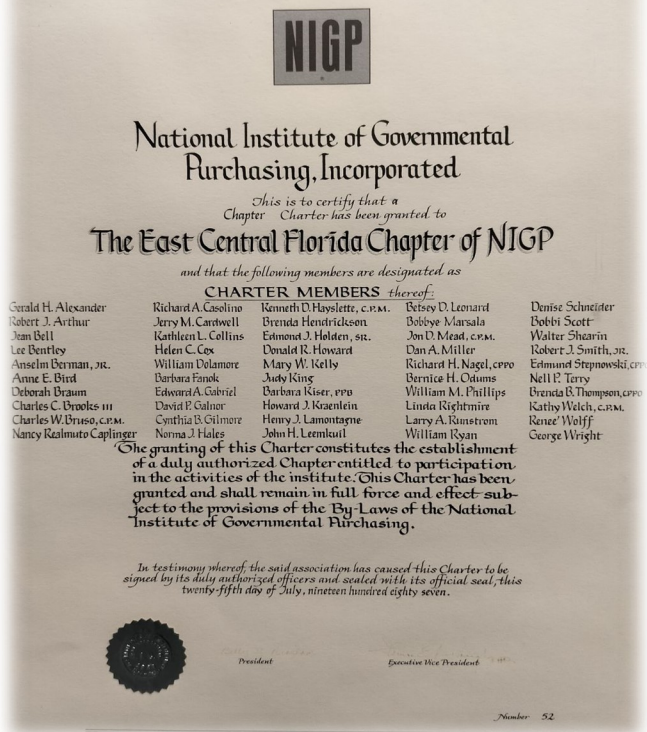 NIGP
National Institute of Governmental
Purchasing, Incorporated
This is to certify that a
Chapter Charter has been granted to
The East Central Florida Chapter of NIGP
and that the following members are designated as
CHARTER MEMBERS thereof:
Gerald H. Alexander Richard A. Casolino Kenneth D. Hayslette, C.P.M. Betsey D. Leonard Denise Schneider
Robert J. Arthur Jerry M. Cardwell Brenda Hendrickson Bobbye Marsala Bobbi Scott
Jean Bell Kathleen L. Collins Edmond J. Holden, SR. Jon D. Mead, C.P.M. Walter Shearin
Lee Bentley Helen C. Cox Donald R. Howard Dan A. Miller Robert J. Smith, JR.
Anselm Berman, JR. William Dolamore Mary W. Kelly Richard H. Nagel, CPPO Edmund Stepnowski, CPPO
Anne E. Bird Barbara Fanok Judy King Bernice H. Odums Nell P. Terry
Deborah Braum Edward A. Gabriel Barbara Kiser, PPB William M. Phillips Brenda B. Thompson, CPPO
Charles C. Brooks III David P. Galnor Howard J. Kraenlein Linda Rightmire Kathy Welch, C.P.M.
Charles W. Bruso, C.P.M. Cynthia B. Gilmore Henry J. Lamontagne Larry A. Runstrom Renee' Wolff
Nancy Realmuto Caplinger Norma J. Hales John H. Leemkuil William Ryan George Wright
The granting of this Charter constitutes the establishment
of a duly authorized Chapter entitled to participation
in the activities of the institute. This Charter has been
granted and shall remain in full force and effect sub-
ject to the provisions of the By-Laws of the National
Institute of Governmental Purchasing.
In testimony whereof, the said association has caused this Charter to be
signed by its duly authorized officers and sealed with its official seal, this
twenty-fifth day of July, nineteen hundred eighty seven.
President Executive Vice President
Number 52